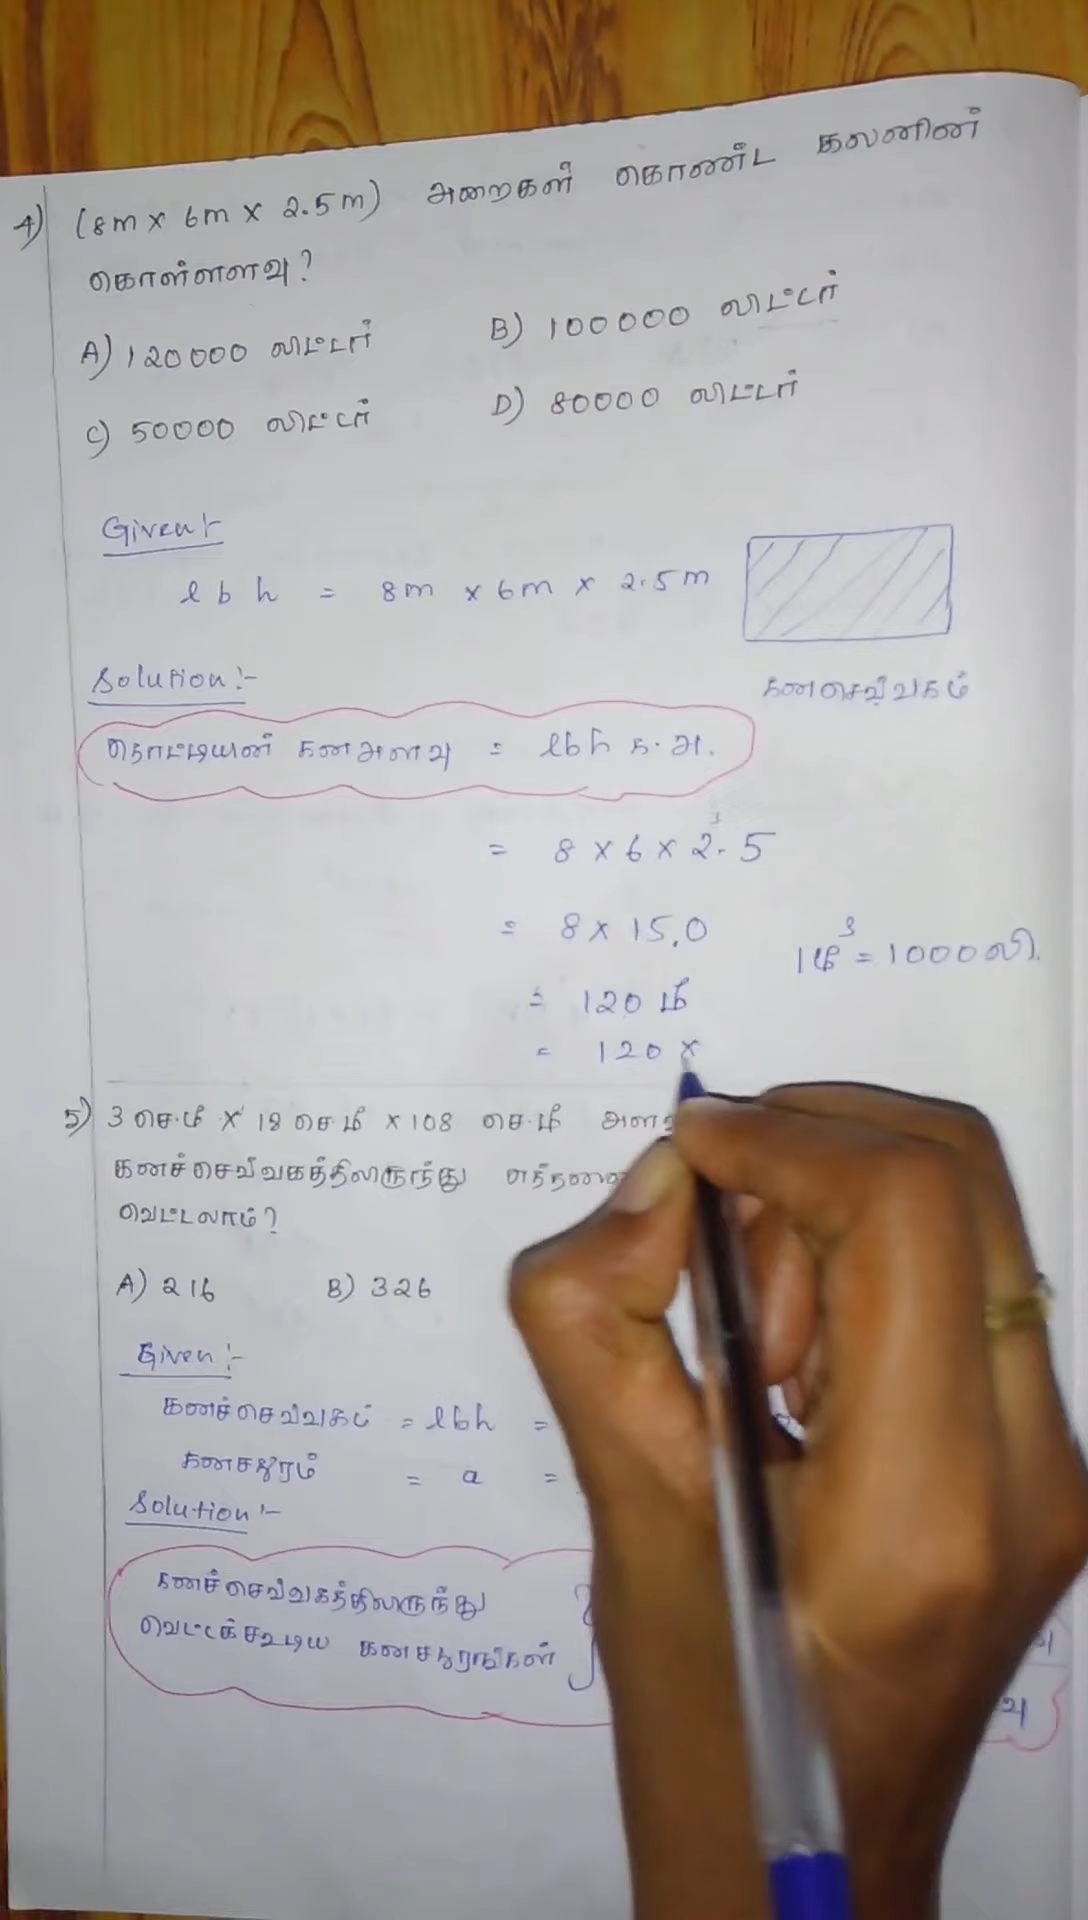 4) (8m x 6m x 2.5m) அறைகள் கொண்ட கலனின்
கொள்ளளவு?
A) 120000 லிட்டர் B) 100000 லிட்டர்
C) 50000 லிட்டர் D) 80000 லிட்டர்
Given:-
l b h = 8m x 6m x 2.5m
கனசெவ்வகம்
Solution:-
தொட்டியின் கனஅளவு = lbh க.அ.
= 8 x 6 x 2.5
= 8 x 15.0
1மீ³ = 1000லி.
= 120 மீ
= 120 x
5) 3 செ.மீ x 18 செ.மீ x 108 செ.மீ
கனச்செவ்வகத்திலிருந்து
வெட்டலாம்?
A) 216 B) 326
Given:-
கனச்செவ்வகம் = lbh =
கனசதுரம் = a =
Solution:-
கனச்செவ்வகத்திலிருந்து
வெட்டக்கூடிய கனசதுரங்கள்